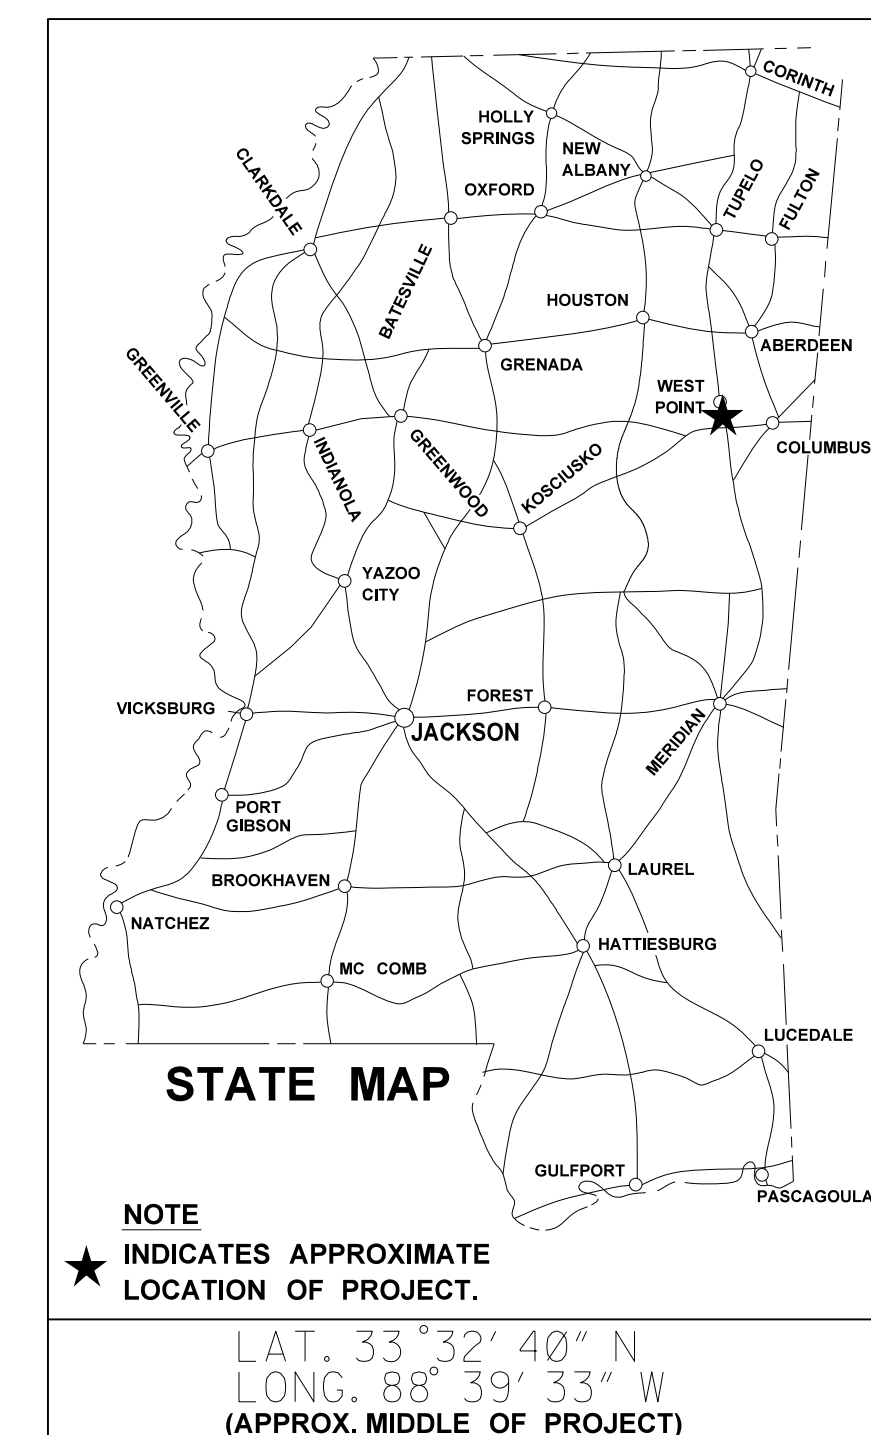 CORINTH
HOLLY
SPRINGS
NEW
ALBANY
CLARKDALE
OXFORD
TUPELO
FULTON
BATESVILLE
HOUSTON
ABERDEEN
GREENVILLE
GRENADA
WEST
POINT
COLUMBUS
INDIANOLA
GREENWOOD
KOSCIUSKO
YAZOO
CITY
VICKSBURG
FOREST
JACKSON
MERIDIAN
PORT
GIBSON
BROOKHAVEN
LAUREL
NATCHEZ
HATTIESBURG
MC COMB
LUCEDALE
STATE MAP
GULFPORT
PASCAGOULA
NOTE
INDICATES APPROXIMATE
LOCATION OF PROJECT.
LAT. 33°32' 40" N
LONG. 88° 39' 33" W
(APPROX. MIDDLE OF PROJECT)